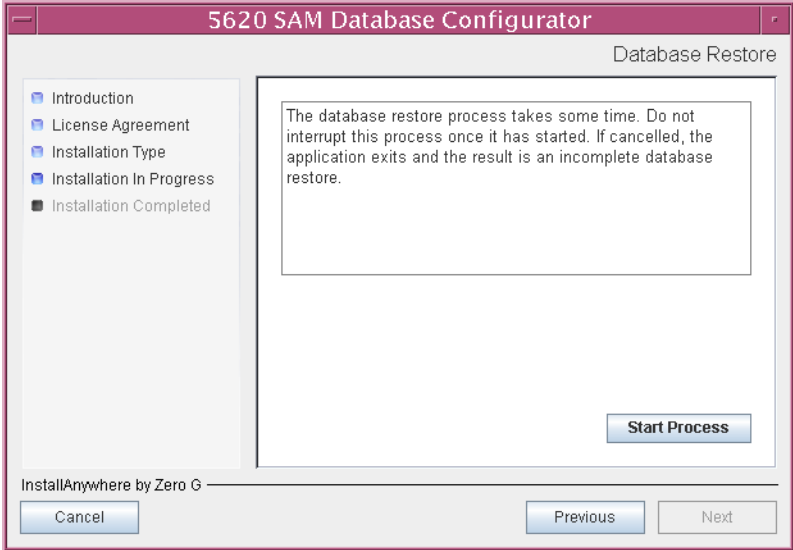 5620 SAM Database Configurator
Database Restore
Introduction
License Agreement
Installation Type
Installation In Progress
Installation Completed
The database restore process takes some time. Do not
interrupt this process once it has started. If cancelled, the
application exits and the result is an incomplete database
restore.
Start Process
InstallAnywhere by Zero G
Cancel
Previous
Next